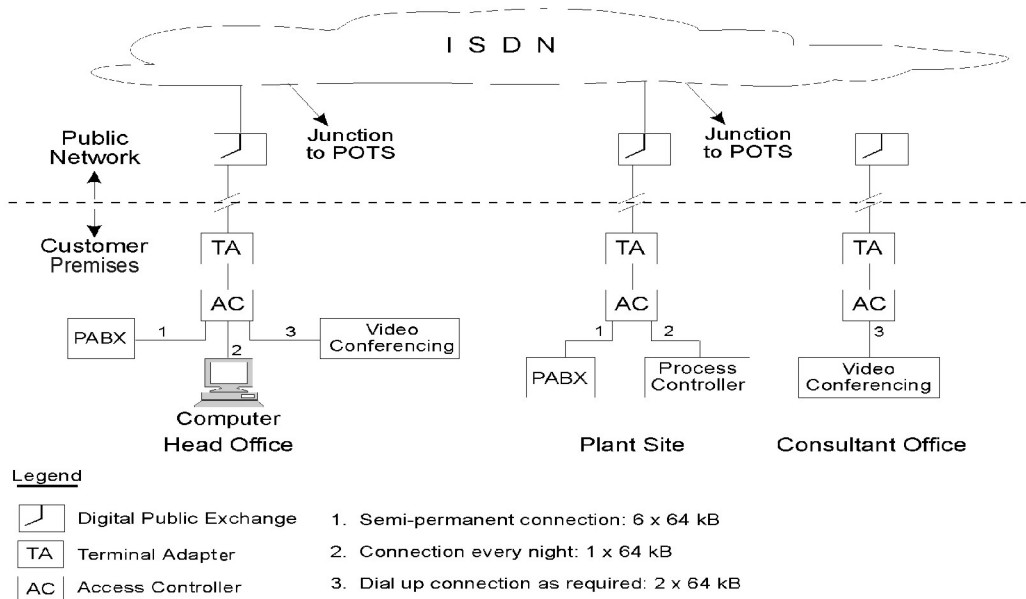 I S D N
Junction
to POTS
Junction
to POTS
Public
Network
Customer
Premises
TA
TA
TA
AC
AC
AC
PABX
1
2
3
Video
Conferencing
1
2
PABX
Process
Controller
3
Video
Conferencing
Computer
Head Office
Plant Site
Consultant Office
Legend
Digital Public Exchange
TA Terminal Adapter
AC Access Controller
1. Semi-permanent connection: 6 x 64 kB
2. Connection every night: 1 x 64 kB
3. Dial up connection as required: 2 x 64 kB